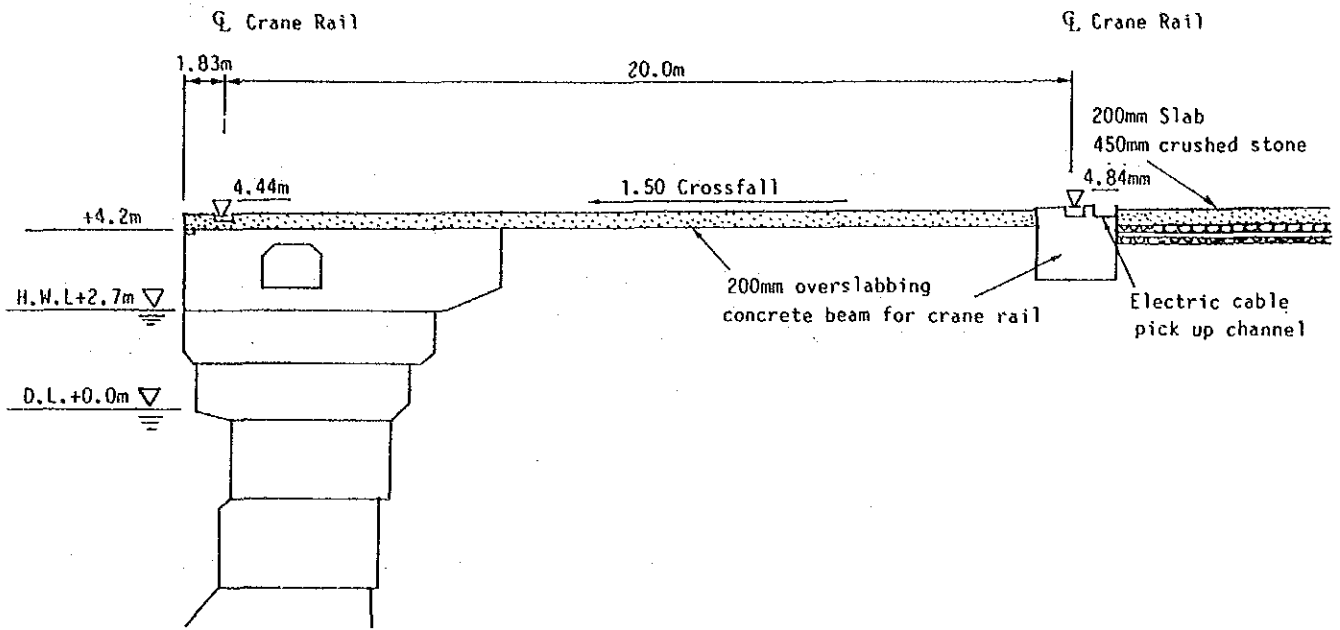 ℄ Crane Rail
℄ Crane Rail
1.83m
20.0m
200mm Slab
450mm crushed stone
4.44m
1.50 Crossfall
4.84mm
+4.2m
H.W.L+2.7m
200mm overslabbing
concrete beam for crane rail
Electric cable
pick up channel
D.L.+0.0m